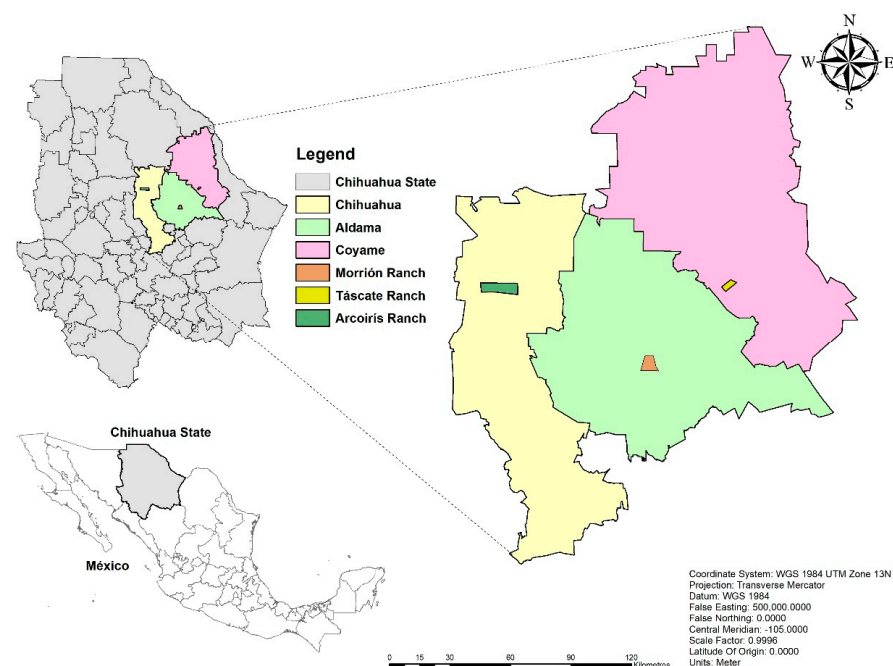 N
W E
S
Legend
Chihuahua State
Chihuahua
Aldama
Coyame
Morrión Ranch
Táscate Ranch
Arcoiris Ranch
Chihuahua State
México
Coordinate System: WGS 1984 UTM Zone 13N
Projection: Transverse Mercator
Datum: WGS 1984
False Easting: 500,000.0000
False Northing: 0.0000
Central Meridian: -105.0000
Scale Factor: 0.9996
Latitude Of Origin: 0.0000
Units: Meter
0 15 30 60 90 120
Kilometros